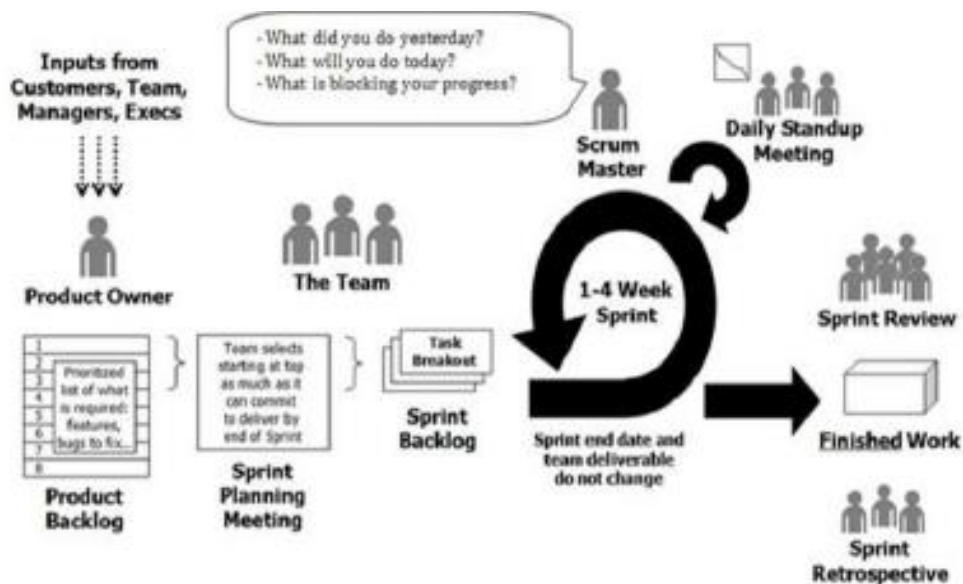 - What did you do yesterday?
- What will you do today?
- What is blocking your progress?
Inputs from
Customers, Team,
Managers, Execs
Scrum
Master
Daily Standup
Meeting
Product Owner
The Team
1-4 Week
Sprint
Sprint Review
1
2
3
4
5
6
7
8
Prioritized
list of what
is required:
features,
bugs to fix...
Product
Backlog
Team selects
starting at top
as much as it
can commit
to deliver by
end of Sprint
Sprint
Planning
Meeting
Task
Breakout
Sprint
Backlog
Sprint end date and
team deliverable
do not change
Finished Work
Sprint
Retrospective